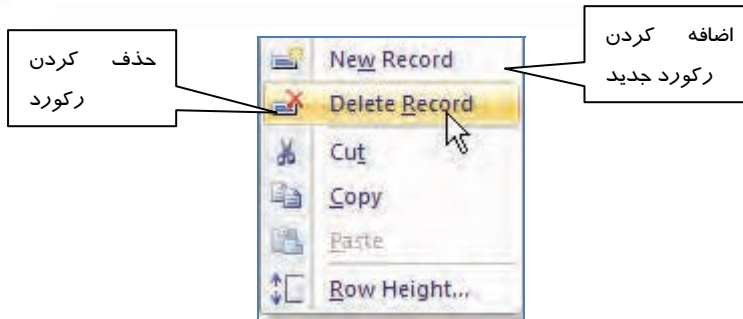 اضافه کردن
رکورد جدید
حذف کردن
رکورد
New Record
Delete Record
Cut
Copy
Paste
Row Height...